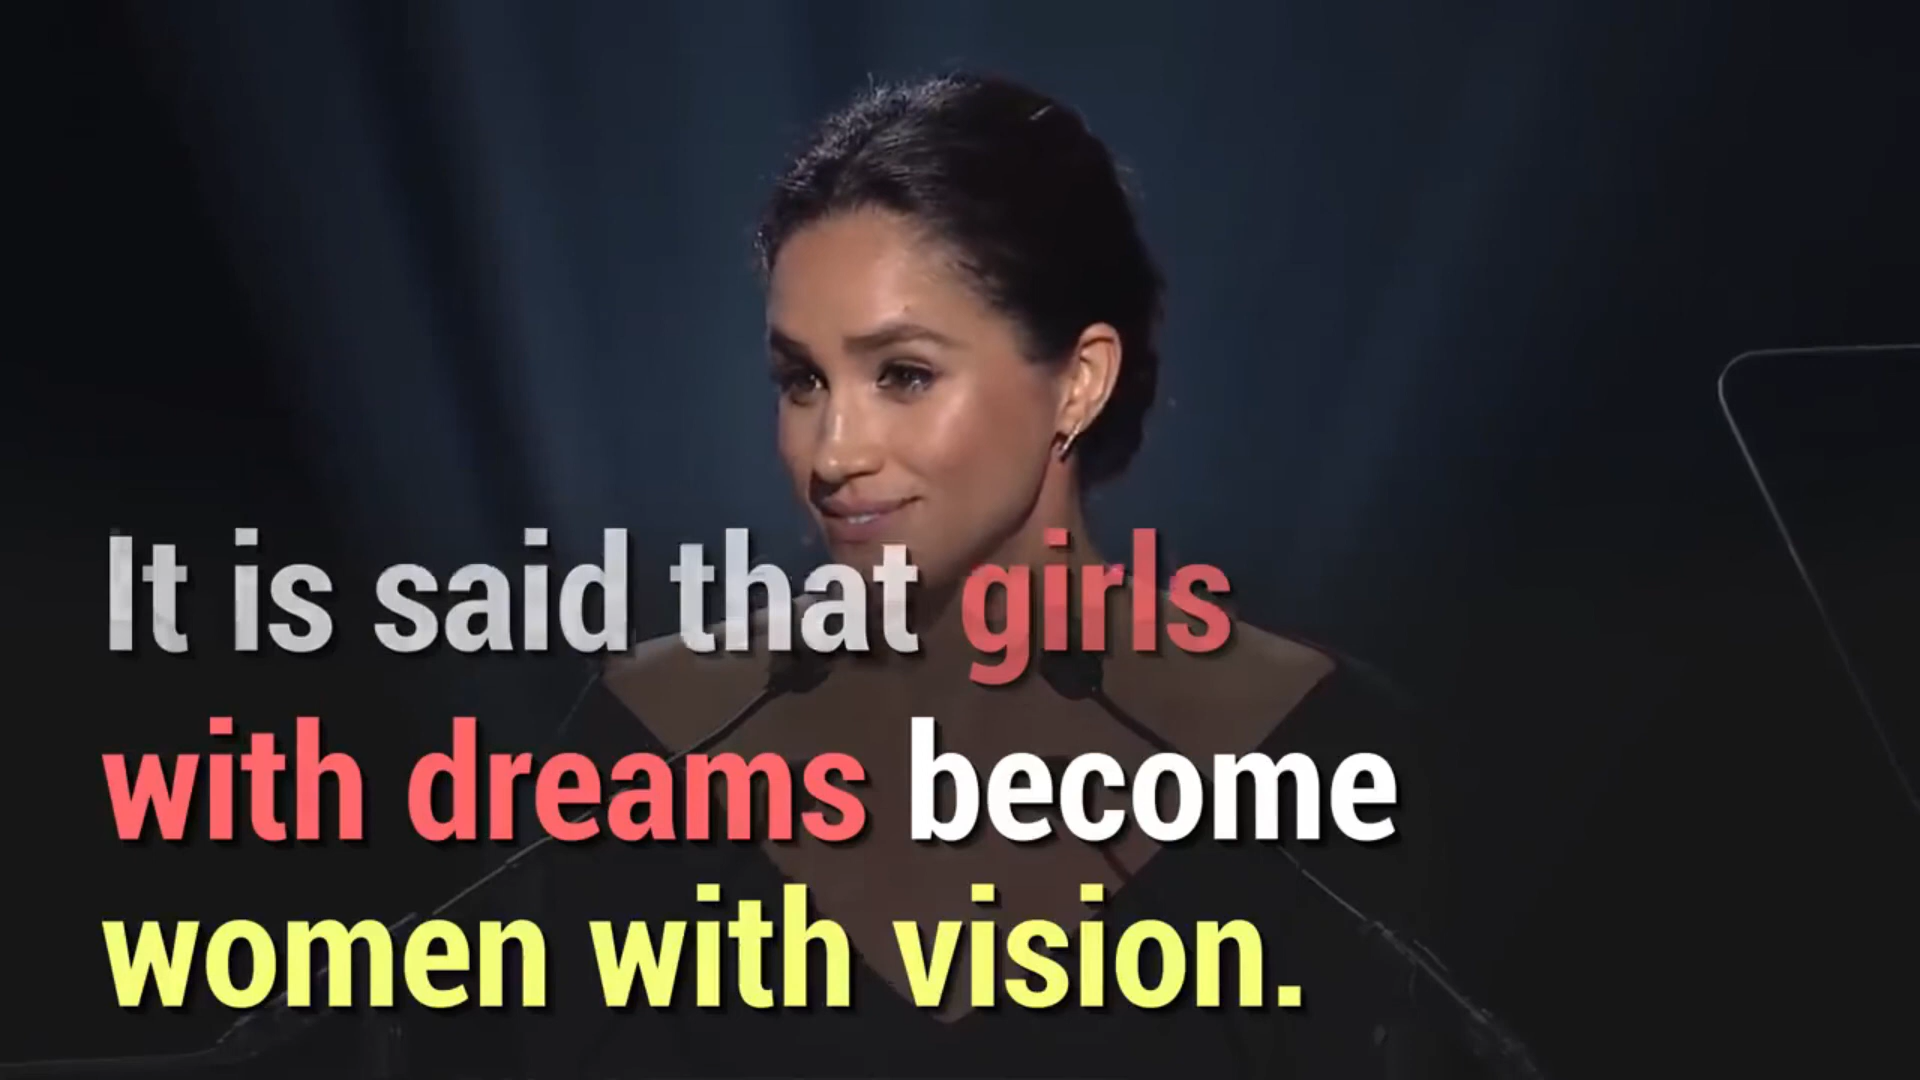 It is said that girls
with dreams become
women with vision.